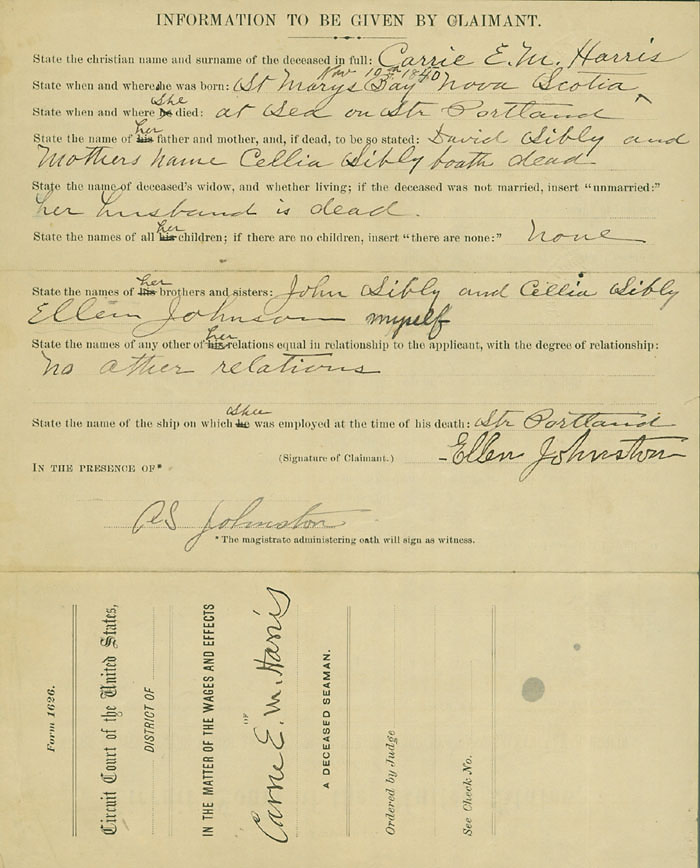 INFORMATION TO BE GIVEN BY CLAIMANT.
State the christian name and surname of the deceased in full: Carrie E. M. Harris
Nov 19th 1840
State when and where he was born: St Marys Bay Nova Scotia
she
State when and where he died: at Sea on Str Portland
her
State the name of his father and mother, and, if dead, to be so stated: David Sibly and
Mothers name Cellia Sibly boath dead
State the name of deceased's widow, and whether living; if the deceased was not married, insert "unmarried:"
her husband is dead.
her
State the names of all his children; if there are no children, insert "there are none:" none
her
State the names of his brothers and sisters: John Sibly and Cellia Sibly
Ellen Johnson myself
her
State the names of any other of his relations equal in relationship to the applicant, with the degree of relationship:
no other relations
shee
State the name of the ship on which he was employed at the time of his death: Str Portland
(Signature of Claimant.) Ellen Johnston
IN THE PRESENCE OF*
Johnston
*The magistrate administering oath will sign as witness.
Form 1626.
Circuit Court of the United States,
DISTRICT OF
IN THE MATTER OF THE WAGES AND EFFECTS
OF
Carrie E. M. Harris
A DECEASED SEAMAN.
Ordered by Judge
See Check No.